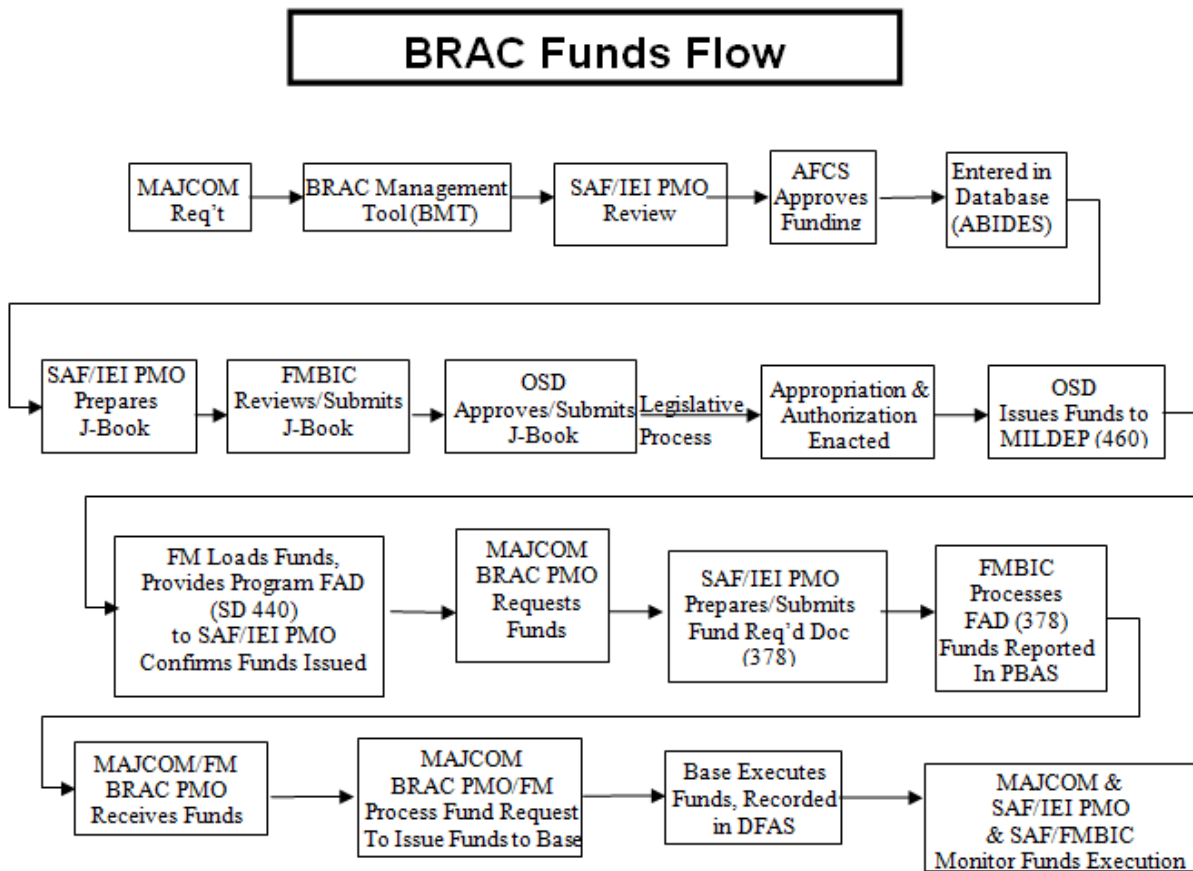 BRAC Funds Flow
MAJCOM
Req't
BRAC Management
Tool (BMT)
SAF/IEI PMO
Review
AFCS
Approves
Funding
Entered in
Database
(ABIDES)
SAF/IEI PMO
Prepares
J-Book
FMBIC
Reviews/Submits
J-Book
OSD
Approves/Submits
J-Book
Legislative
Process
Appropriation &
Authorization
Enacted
OSD
Issues Funds to
MILDEP (460)
FM Loads Funds,
Provides Program FAD
(SD 440)
to SAF/IEI PMO
Confirms Funds Issued
MAJCOM
BRAC PMO
Requests
Funds
SAF/IEI PMO
Prepares/Submits
Fund Req'd Doc
(378)
FMBIC
Processes
FAD (378)
Funds Reported
In PBAS
MAJCOM/FM
BRAC PMO
Receives Funds
MAJCOM
BRAC PMO/FM
Process Fund Request
To Issue Funds to Base
Base Executes
Funds, Recorded
in DFAS
MAJCOM &
SAF/IEI PMO
& SAF/FMBIC
Monitor Funds Execution